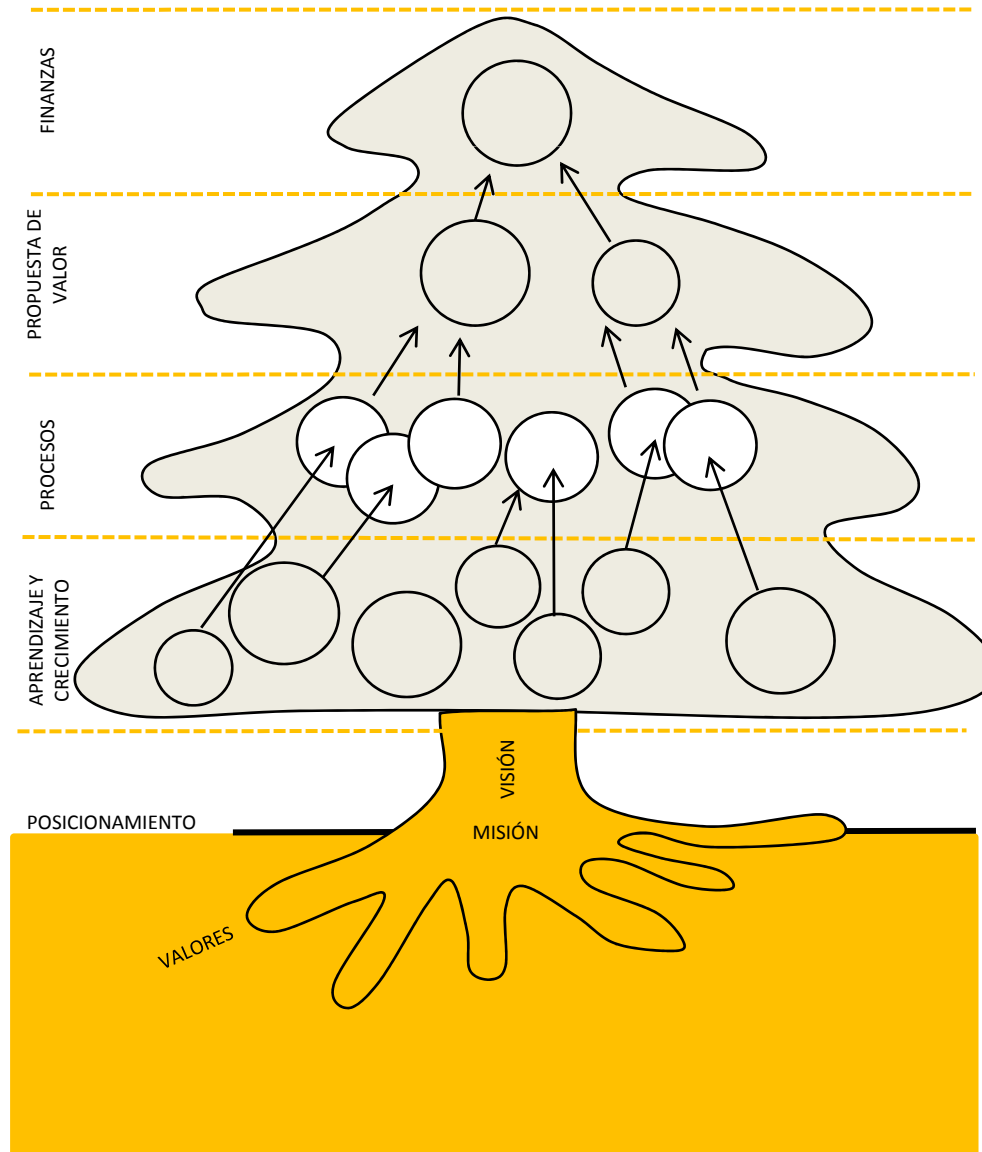 FINANZAS
PROPUESTA DE
VALOR
PROCESOS
APRENDIZAJE Y
CRECIMIENTO
VISIÓN
POSICIONAMIENTO
MISIÓN
VALORES